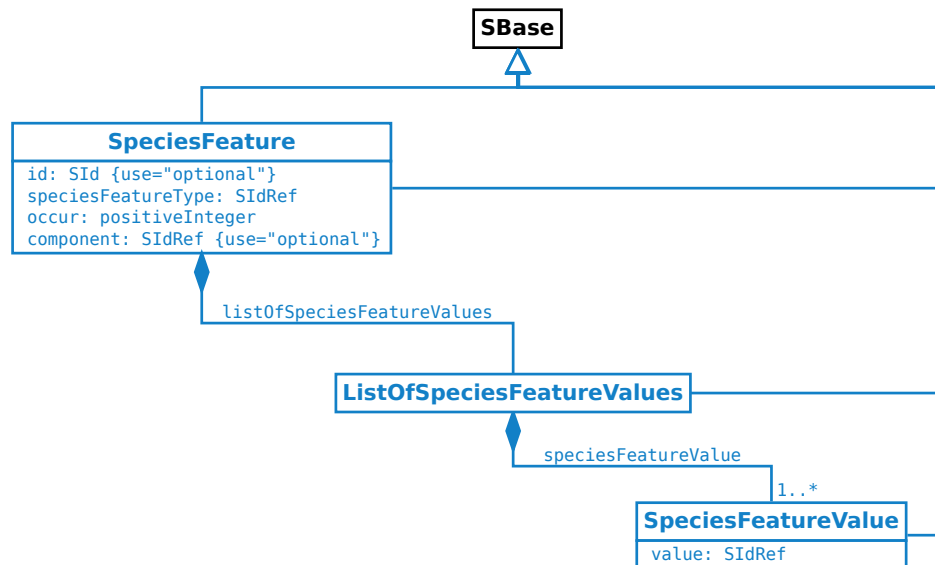 SBase
SpeciesFeature
id: SId {use="optional"}
speciesFeatureType: SIdRef
occur: positiveInteger
component: SIdRef {use="optional"}
listOfSpeciesFeatureValues
ListOfSpeciesFeatureValues
speciesFeatureValue
1..*
SpeciesFeatureValue
value: SIdRef